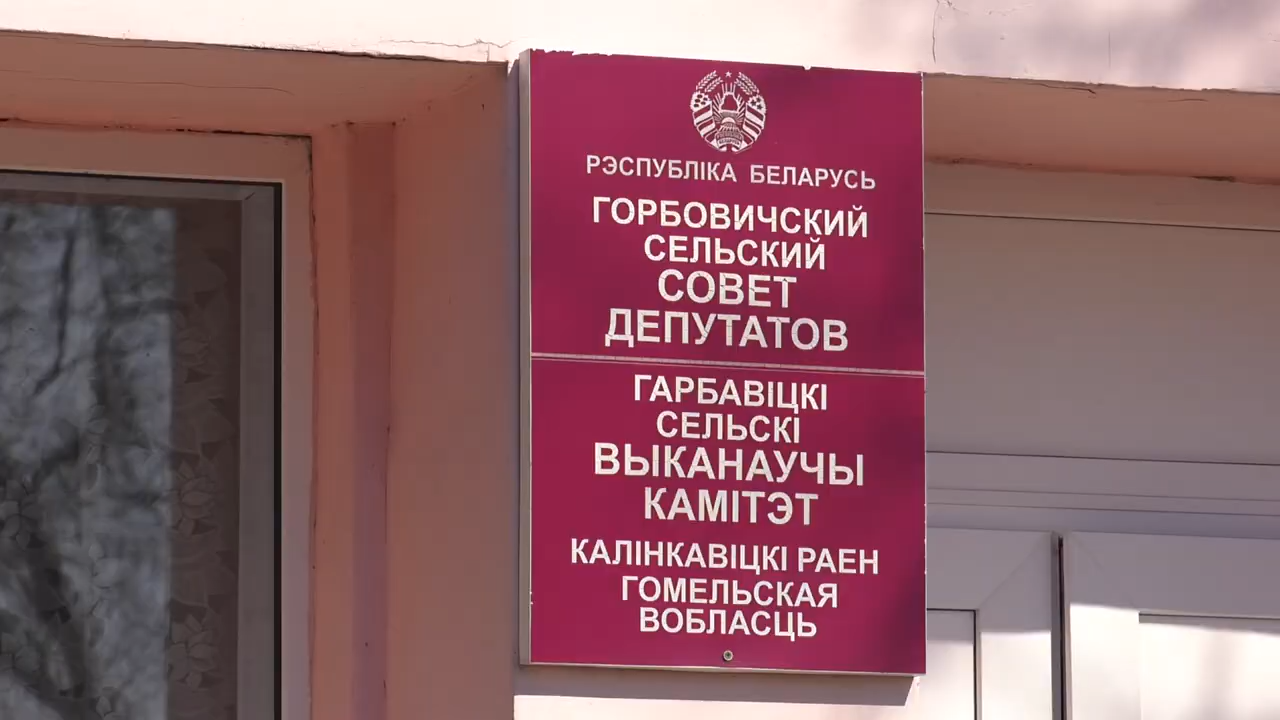 РЭСПУБЛІКА БЕЛАРУСЬ
ГОРБОВИЧСКИЙ
СЕЛЬСКИЙ
СОВЕТ
ДЕПУТАТОВ
ГАРБАВІЦКІ
СЕЛЬСКІ
ВЫКАНАУЧЫ
КАМІТЭТ
КАЛІНКАВІЦКІ РАЕН
ГОМЕЛЬСКАЯ
ВОБЛАСЦЬ